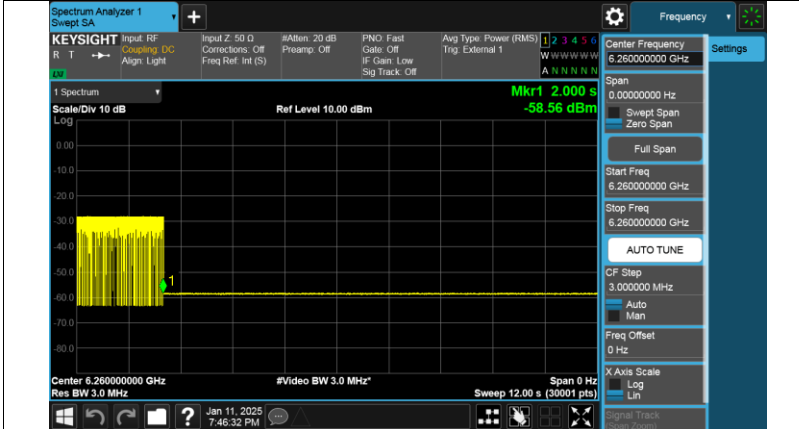 Spectrum Analyzer 1
Swept SA
+
Frequency
KEYSIGHT
R T
Input: RF
Coupling: DC
Align: Light
Input Z: 50 Ω
Corrections: Off
Freq Ref: Int (S)
#Atten: 20 dB
Preamp: Off
PNO: Fast
Gate: Off
IF Gain: Low
Sig Track: Off
Avg Type: Power (RMS)
Trig: External 1
1 2 3 4 5 6
W W W W W W
A N N N N N
1 Spectrum
Mkr1 2.000 s
-58.56 dBm
Scale/Div 10 dB
Ref Level 10.00 dBm
Log
0.00
-10.0
-20.0
-30.0
-40.0
-50.0
-60.0
-70.0
-80.0
1
Center 6.260000000 GHz
#Video BW 3.0 MHz*
Span 0 Hz
Res BW 3.0 MHz
Sweep 12.00 s (30001 pts)
Jan 11, 2025
7:46:32 PM
?
Center Frequency
6.260000000 GHz
Settings
Span
0.00000000 Hz
Swept Span
Zero Span
Full Span
Start Freq
6.260000000 GHz
Stop Freq
6.260000000 GHz
AUTO TUNE
CF Step
3.000000 MHz
Auto
Man
Freq Offset
0 Hz
X Axis Scale
Log
Lin
Signal Track
(Span Zoom)